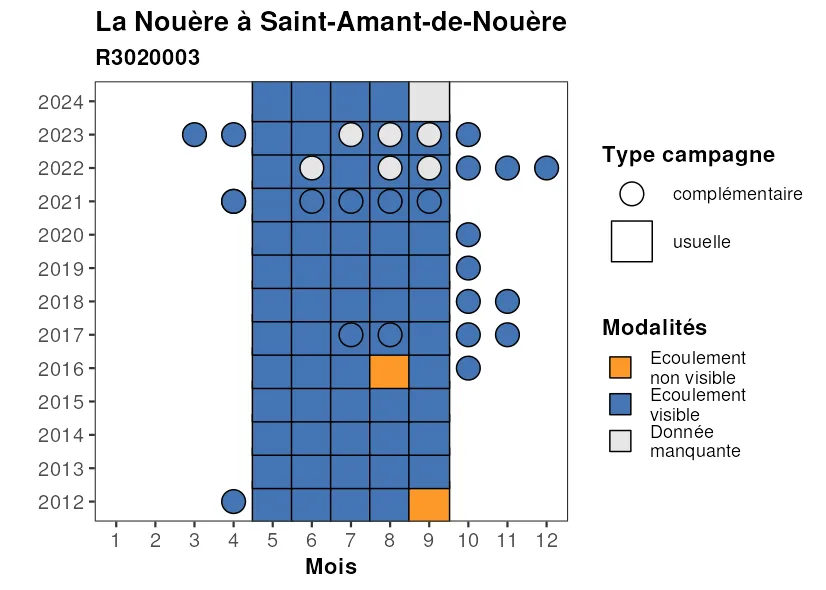 La Nouère à Saint-Amant-de-Nouère
R3020003
2024
2023
2022
2021
2020
2019
2018
2017
2016
2015
2014
2013
2012
1 2 3 4 5 6 7 8 9 10 11 12
Mois
Type campagne
complémentaire
usuelle
Modalités
Ecoulement
non visible
Ecoulement
visible
Donnée
manquante